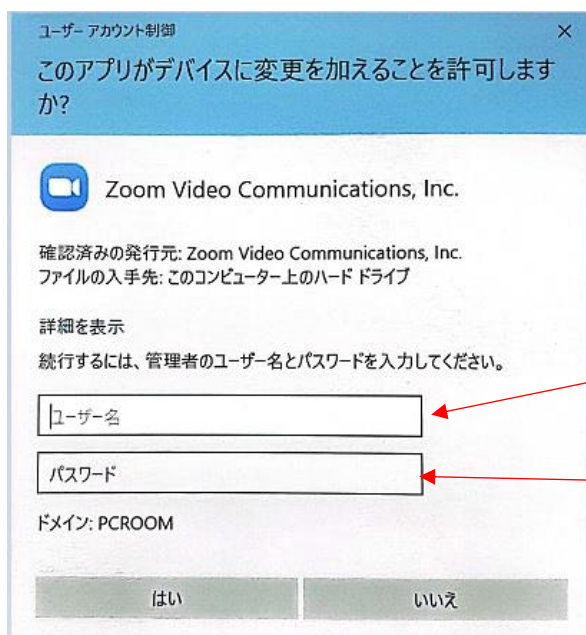 ユーザー アカウント制御
このアプリがデバイスに変更を加えることを許可します
か?
Zoom Video Communications, Inc.
確認済みの発行元: Zoom Video Communications, Inc.
ファイルの入手先: このコンピューター上のハード ドライブ
詳細を表示
続行するには、管理者のユーザー名とパスワードを入力してください。
ユーザー名
パスワード
ドメイン: PCROOM
はい
いいえ